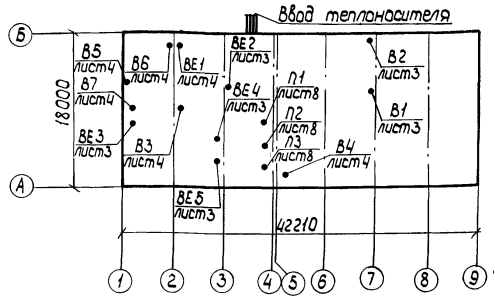 Ввод теплоносителя
Б
В5
лист4
В6
лист4
ВЕ1
лист4
ВЕ2
лист3
В2
лист3
В7
лист4
ВЕ4
лист3
П1
лист8
В1
лист3
18000
ВЕ3
лист3
В3
лист4
П2
лист8
П3
лист8
В4
лист4
А
ВЕ5
лист3
42210
1
2
3
4
5
6
7
8
9